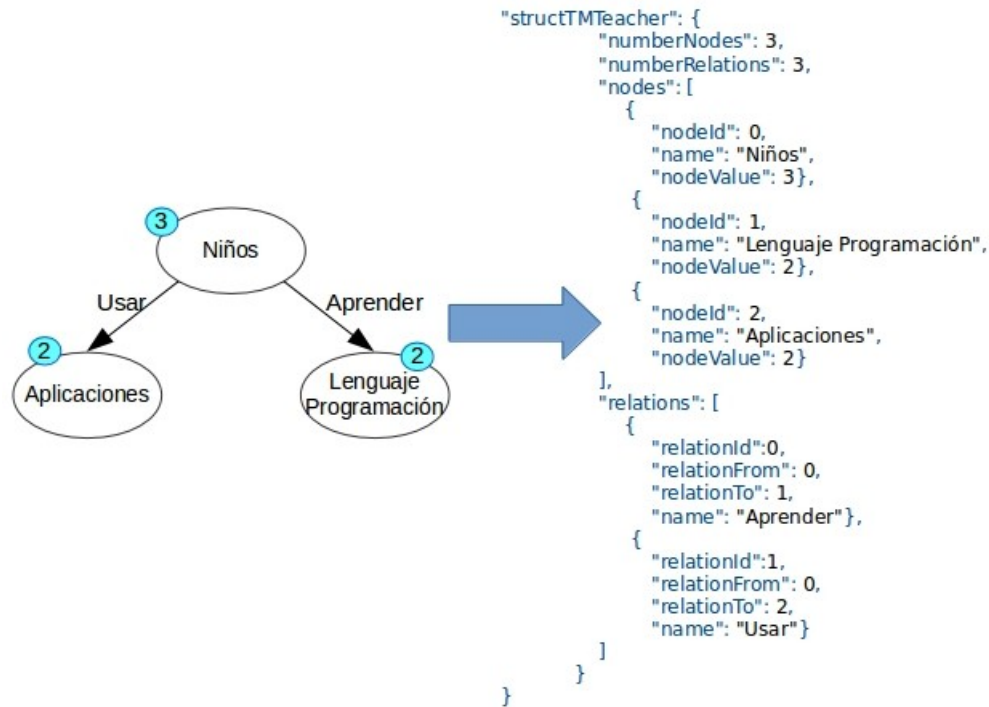 3
Niños
Usar
Aprender
2
Aplicaciones
2
Lenguaje
Programación
"structTMTeacher": {
"numberNodes": 3,
"numberRelations": 3,
"nodes": [
{
"nodeId": 0,
"name": "Niños",
"nodeValue": 3},
{
"nodeId": 1,
"name": "Lenguaje Programación",
"nodeValue": 2},
{
"nodeId": 2,
"name": "Aplicaciones",
"nodeValue": 2}
],
"relations": [
{
"relationId":0,
"relationFrom": 0,
"relationTo": 1,
"name": "Aprender"},
{
"relationId":1,
"relationFrom": 0,
"relationTo": 2,
"name": "Usar"}
]
}
}